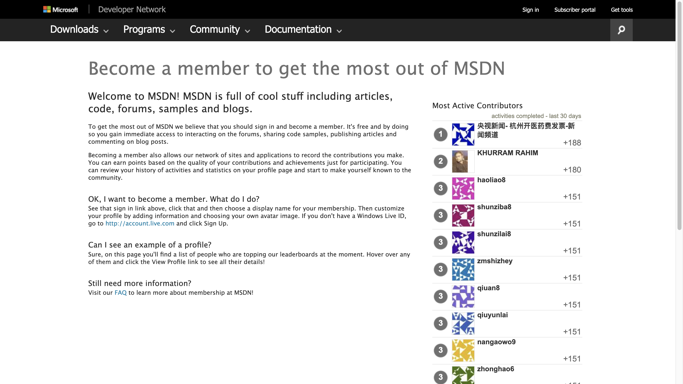 Microsoft
Developer Network
Sign in
Subscriber portal
Get tools
Downloads
Programs
Community
Documentation
Become a member to get the most out of MSDN
Welcome to MSDN! MSDN is full of cool stuff including articles,
code, forums, samples and blogs.
To get the most out of MSDN we believe that you should sign in and become a member. It's free and by doing
so you gain immediate access to interacting on the forums, sharing code samples, publishing articles and
commenting on blog posts.
Becoming a member also allows our network of sites and applications to record the contributions you make.
You can earn points based on the quality of your contributions and achievements just for participating. You
can review your history of activities and statistics on your profile page and start to make yourself known to the
community.
OK, I want to become a member. What do I do?
See that sign in link above, click that and then choose a display name for your membership. Then customize
your profile by adding information and choosing your own avatar image. If you don't have a Windows Live ID,
go to http://account.live.com and click Sign Up.
Can I see an example of a profile?
Sure, on this page you'll find a list of people who are topping our leaderboards at the moment. Hover over any
of them and click the View Profile link to see all their details!
Still need more information?
Visit our FAQ to learn more about membership at MSDN!
Most Active Contributors
activities completed - last 30 days
1
央视新闻- 杭州开医药费发票-新
闻频道
+188
2
KHURRAM RAHIM
+180
3
haoliao8
+151
3
shunziba8
+151
3
shunzilai8
+151
3
zmshizhey
+151
3
qiuan8
+151
3
qiuyunlai
+151
3
nangaowo9
+151
3
zhonghao6